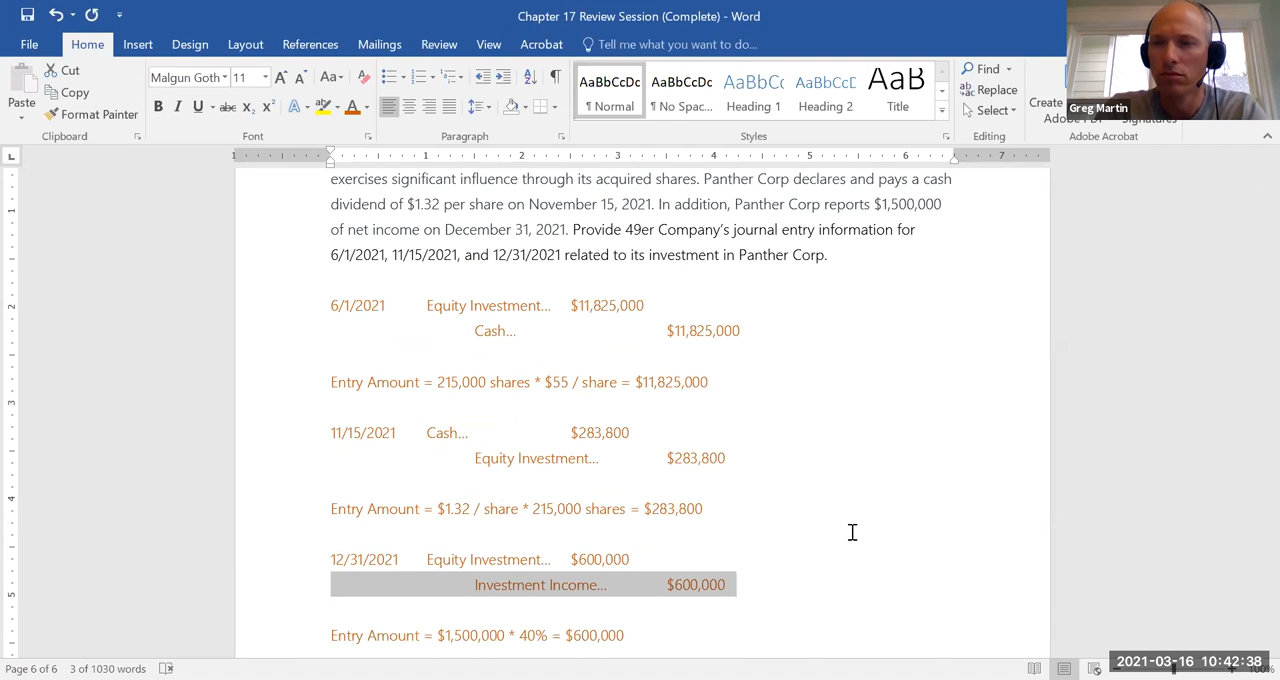 Chapter 17 Review Session (Complete) - Word
File Home Insert Design Layout References Mailings Review View Acrobat Tell me what you want to do...
Paste
Cut
Copy
Format Painter
Clipboard
Malgun Goth 11
Font
Paragraph
AaBbCcDc AaBbCcDc AaBbCc AaBbCcD AaB
¶ Normal ¶ No Spac... Heading 1 Heading 2 Title
Styles
Find
Replace
Select
Editing
Create
Adobe Acrobat
Greg Martin
1 1 2 3 4 5 6 7
exercises significant influence through its acquired shares. Panther Corp declares and pays a cash
dividend of $1.32 per share on November 15, 2021. In addition, Panther Corp reports $1,500,000
of net income on December 31, 2021. Provide 49er Company's journal entry information for
6/1/2021, 11/15/2021, and 12/31/2021 related to its investment in Panther Corp.
6/1/2021 Equity Investment... $11,825,000
Cash... $11,825,000
Entry Amount = 215,000 shares * $55 / share = $11,825,000
11/15/2021 Cash... $283,800
Equity Investment... $283,800
Entry Amount = $1.32 / share * 215,000 shares = $283,800
12/31/2021 Equity Investment... $600,000
Investment Income... $600,000
Entry Amount = $1,500,000 * 40% = $600,000
Page 6 of 6 3 of 1030 words
2021-03-16 10:42:38